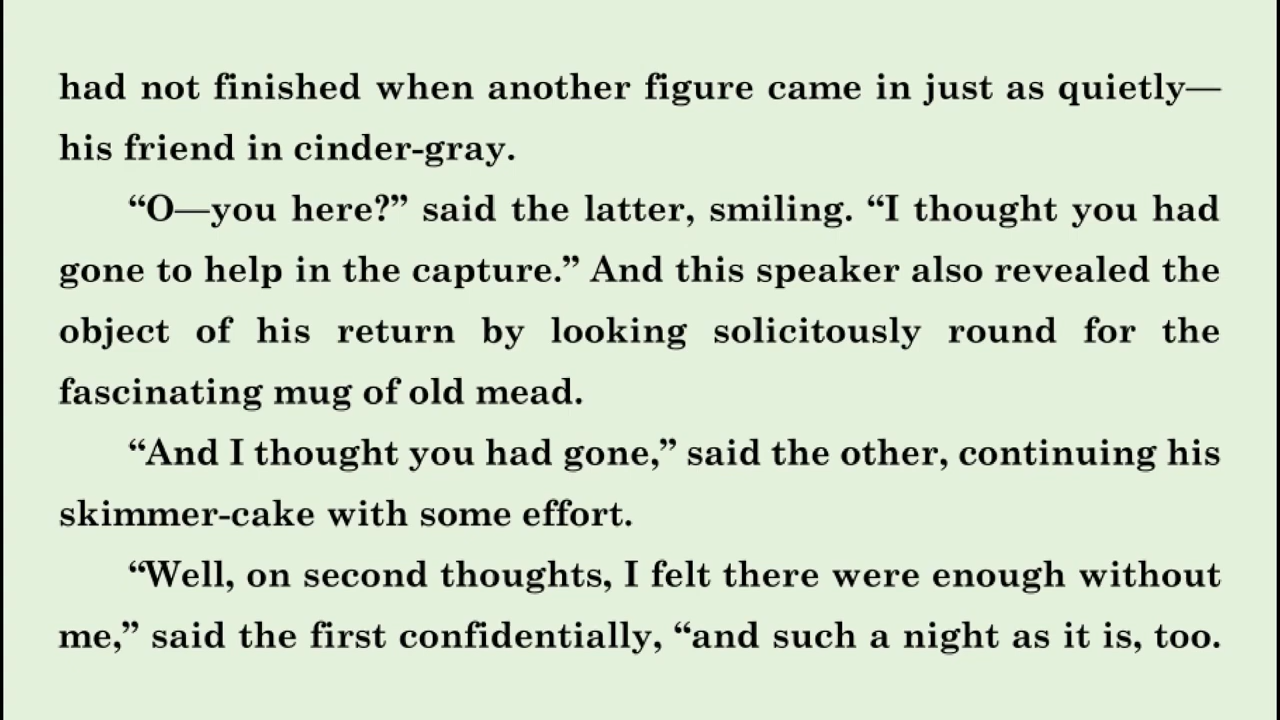 had not finished when another figure came in just as quietly—
his friend in cinder-gray.
“O—you here?” said the latter, smiling. “I thought you had
gone to help in the capture.” And this speaker also revealed the
object of his return by looking solicitously round for the
fascinating mug of old mead.
“And I thought you had gone,” said the other, continuing his
skimmer-cake with some effort.
“Well, on second thoughts, I felt there were enough without
me,” said the first confidentially, “and such a night as it is, too.